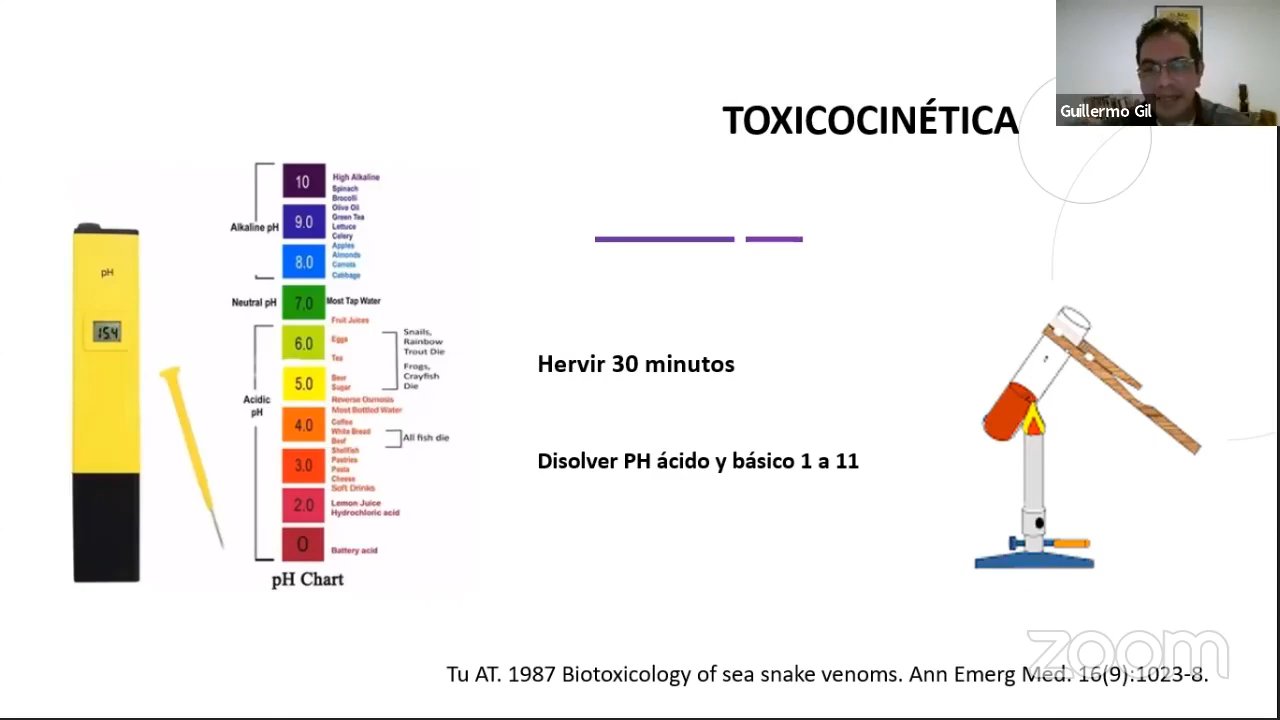 Guillermo Gil
TOXICOCINÉTICA
pH
15.4
Alkaline pH
10
High Alkaline
Spinach
Brocolli
Olive Oil
9.0
Green Tea
Lettuce
Celery
8.0
Apples
Almonds
Carrots
Cabbage
Neutral pH
7.0
Most Tap Water
Fruit Juices
6.0
Eggs
Tea
Snails,
Rainbow
Trout Die
Frogs,
Crayfish
Die
5.0
Beer
Sugar
Acidic
pH
Reverse Osmosis
Most Bottled Water
4.0
Coffee
White Bread
Beef
All fish die
Shellfish
3.0
Pastries
Pasta
Cheese
Soft Drinks
2.0
Lemon Juice
Hydrochloric acid
0
Battery acid
pH Chart
Hervir 30 minutos
Disolver PH ácido y básico 1 a 11
zoom
Tu AT. 1987 Biotoxicology of sea snake venoms. Ann Emerg Med. 16(9):1023-8.